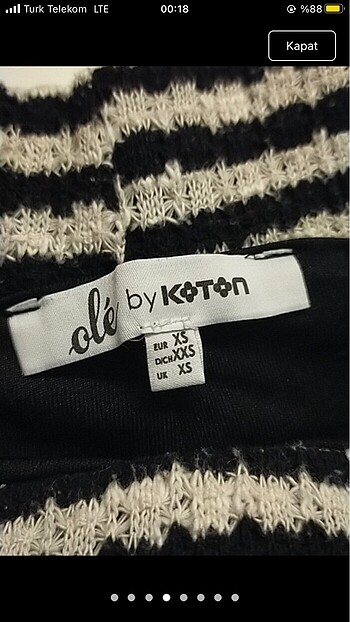 Turk Telekom LTE
00:18
%88
Kapat
olé by KOTON
EUR XS
D/CH XXS
UK XS